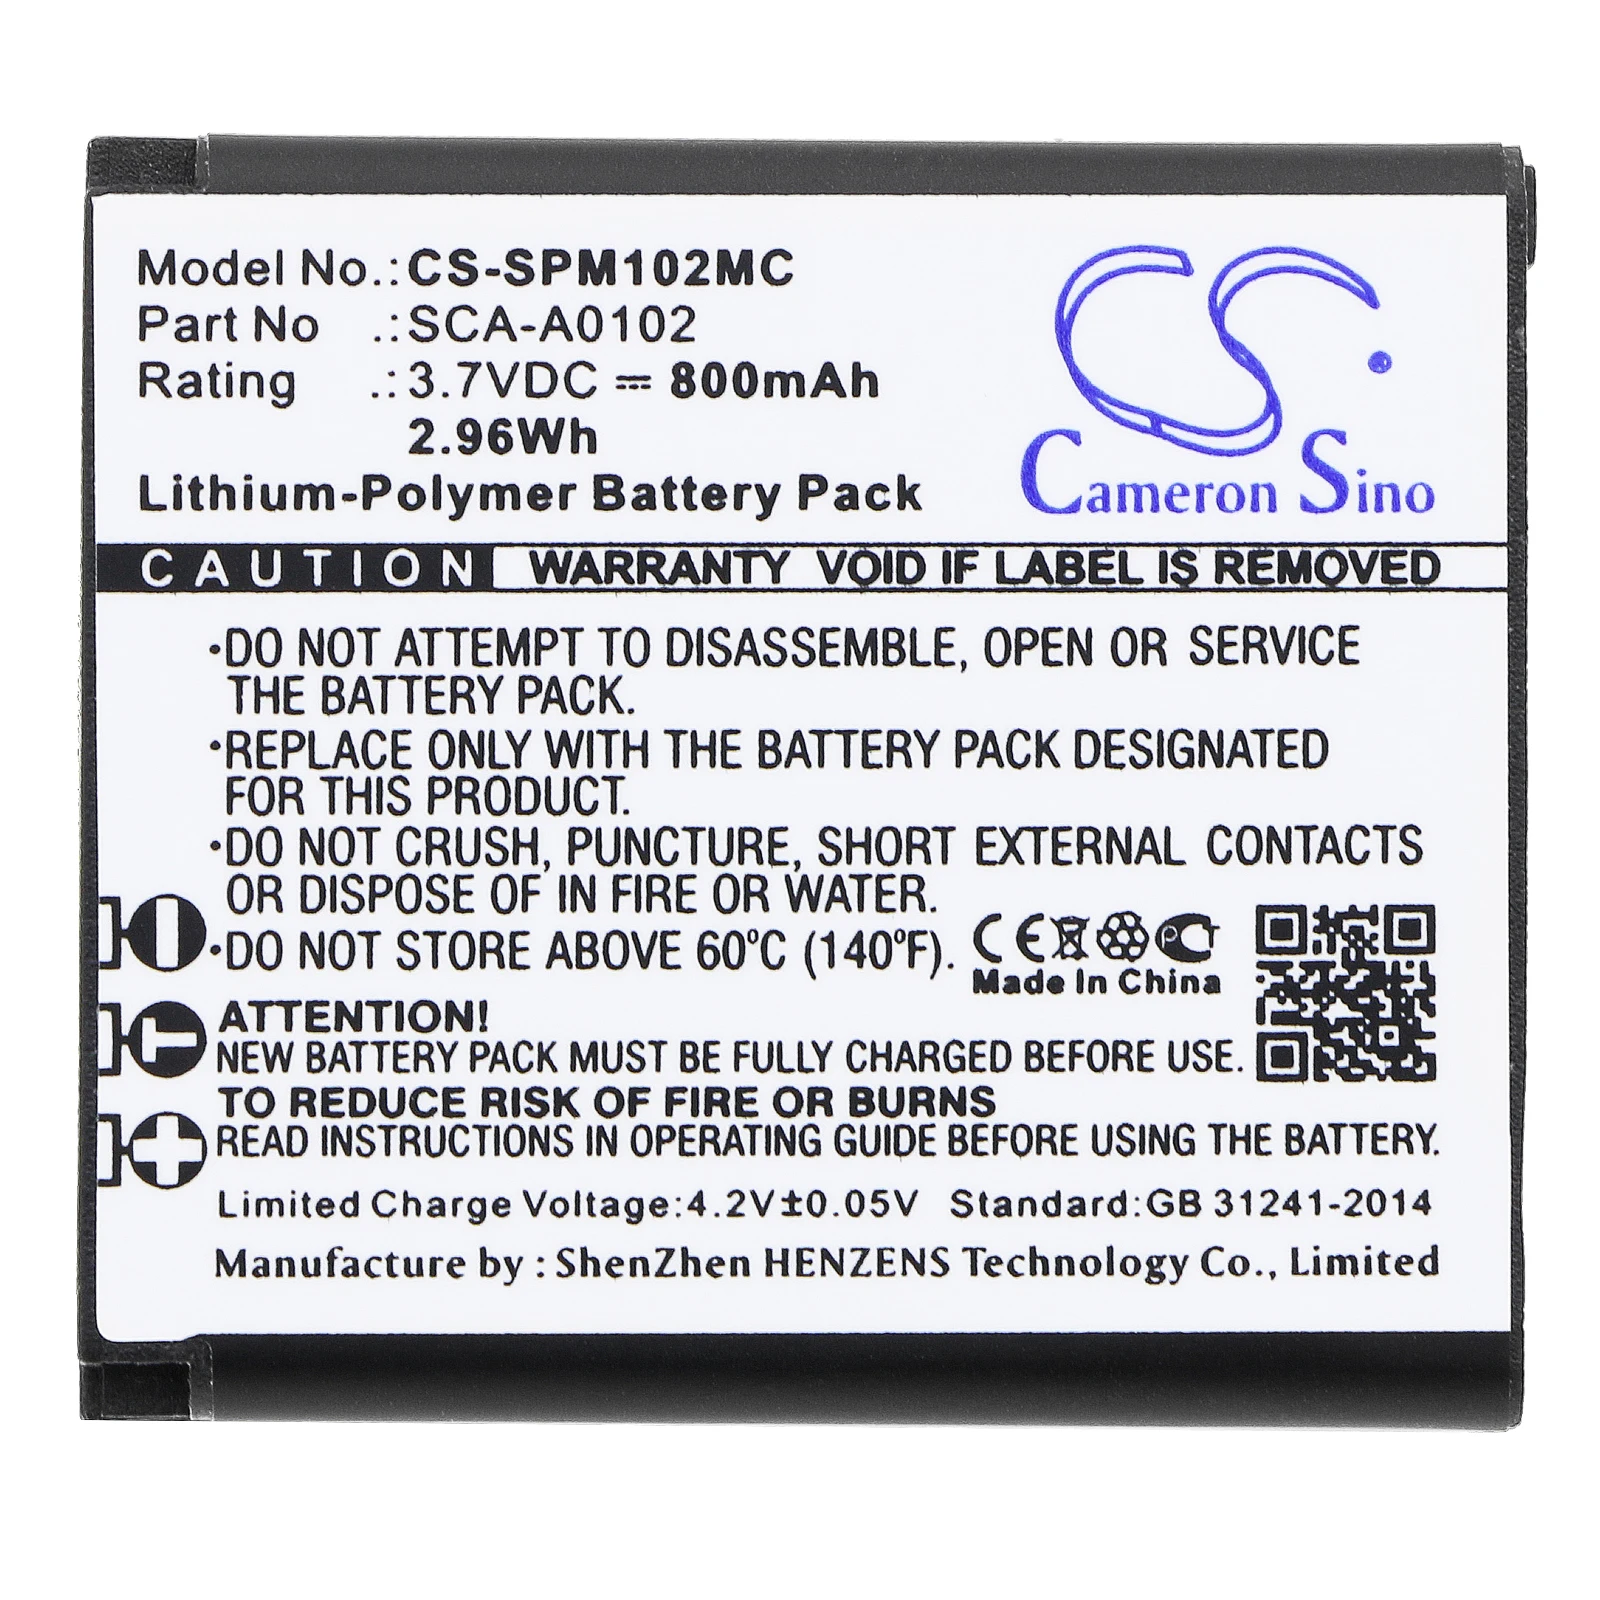 Model No.:CS-SPM102MC
Part No .:SCA-A0102
Rating .:3.7VDC ⎓ 800mAh
2.96Wh
Lithium-Polymer Battery Pack
CS
Cameron Sino
CAUTION WARRANTY VOID IF LABEL IS REMOVED
•DO NOT ATTEMPT TO DISASSEMBLE, OPEN OR SERVICE
THE BATTERY PACK.
•REPLACE ONLY WITH THE BATTERY PACK DESIGNATED
FOR THIS PRODUCT.
•DO NOT CRUSH, PUNCTURE, SHORT EXTERNAL CONTACTS
OR DISPOSE OF IN FIRE OR WATER.
•DO NOT STORE ABOVE 60ºC (140ºF).
CE
Made In China
T
ATTENTION!
NEW BATTERY PACK MUST BE FULLY CHARGED BEFORE USE.
TO REDUCE RISK OF FIRE OR BURNS
READ INSTRUCTIONS IN OPERATING GUIDE BEFORE USING THE BATTERY.
Limited Charge Voltage:4.2V±0.05V Standard:GB 31241-2014
Manufacture by : ShenZhen HENZENS Technology Co., Limited